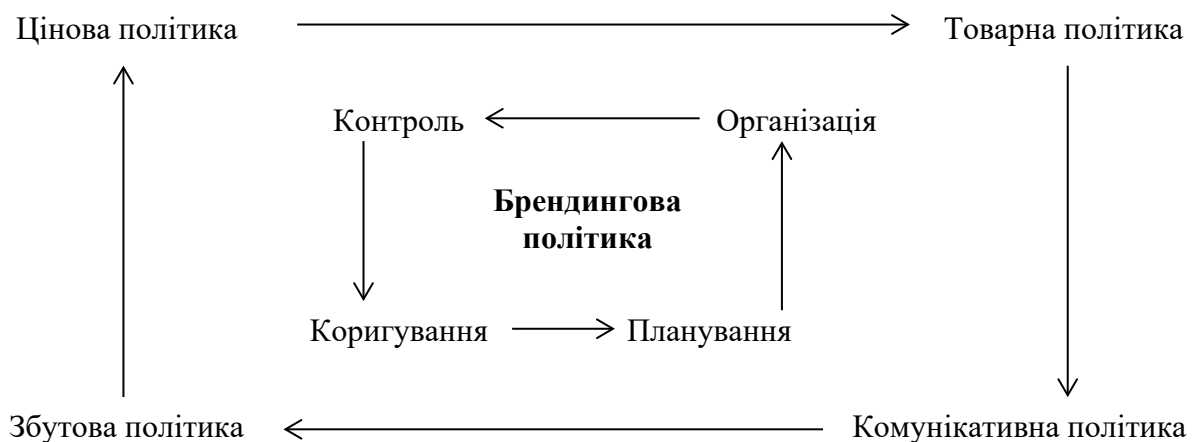 Цінова політика
Товарна політика
Контроль
Організація
Брендингова
політика
Коригування
Планування
Збутова політика
Комунікативна політика